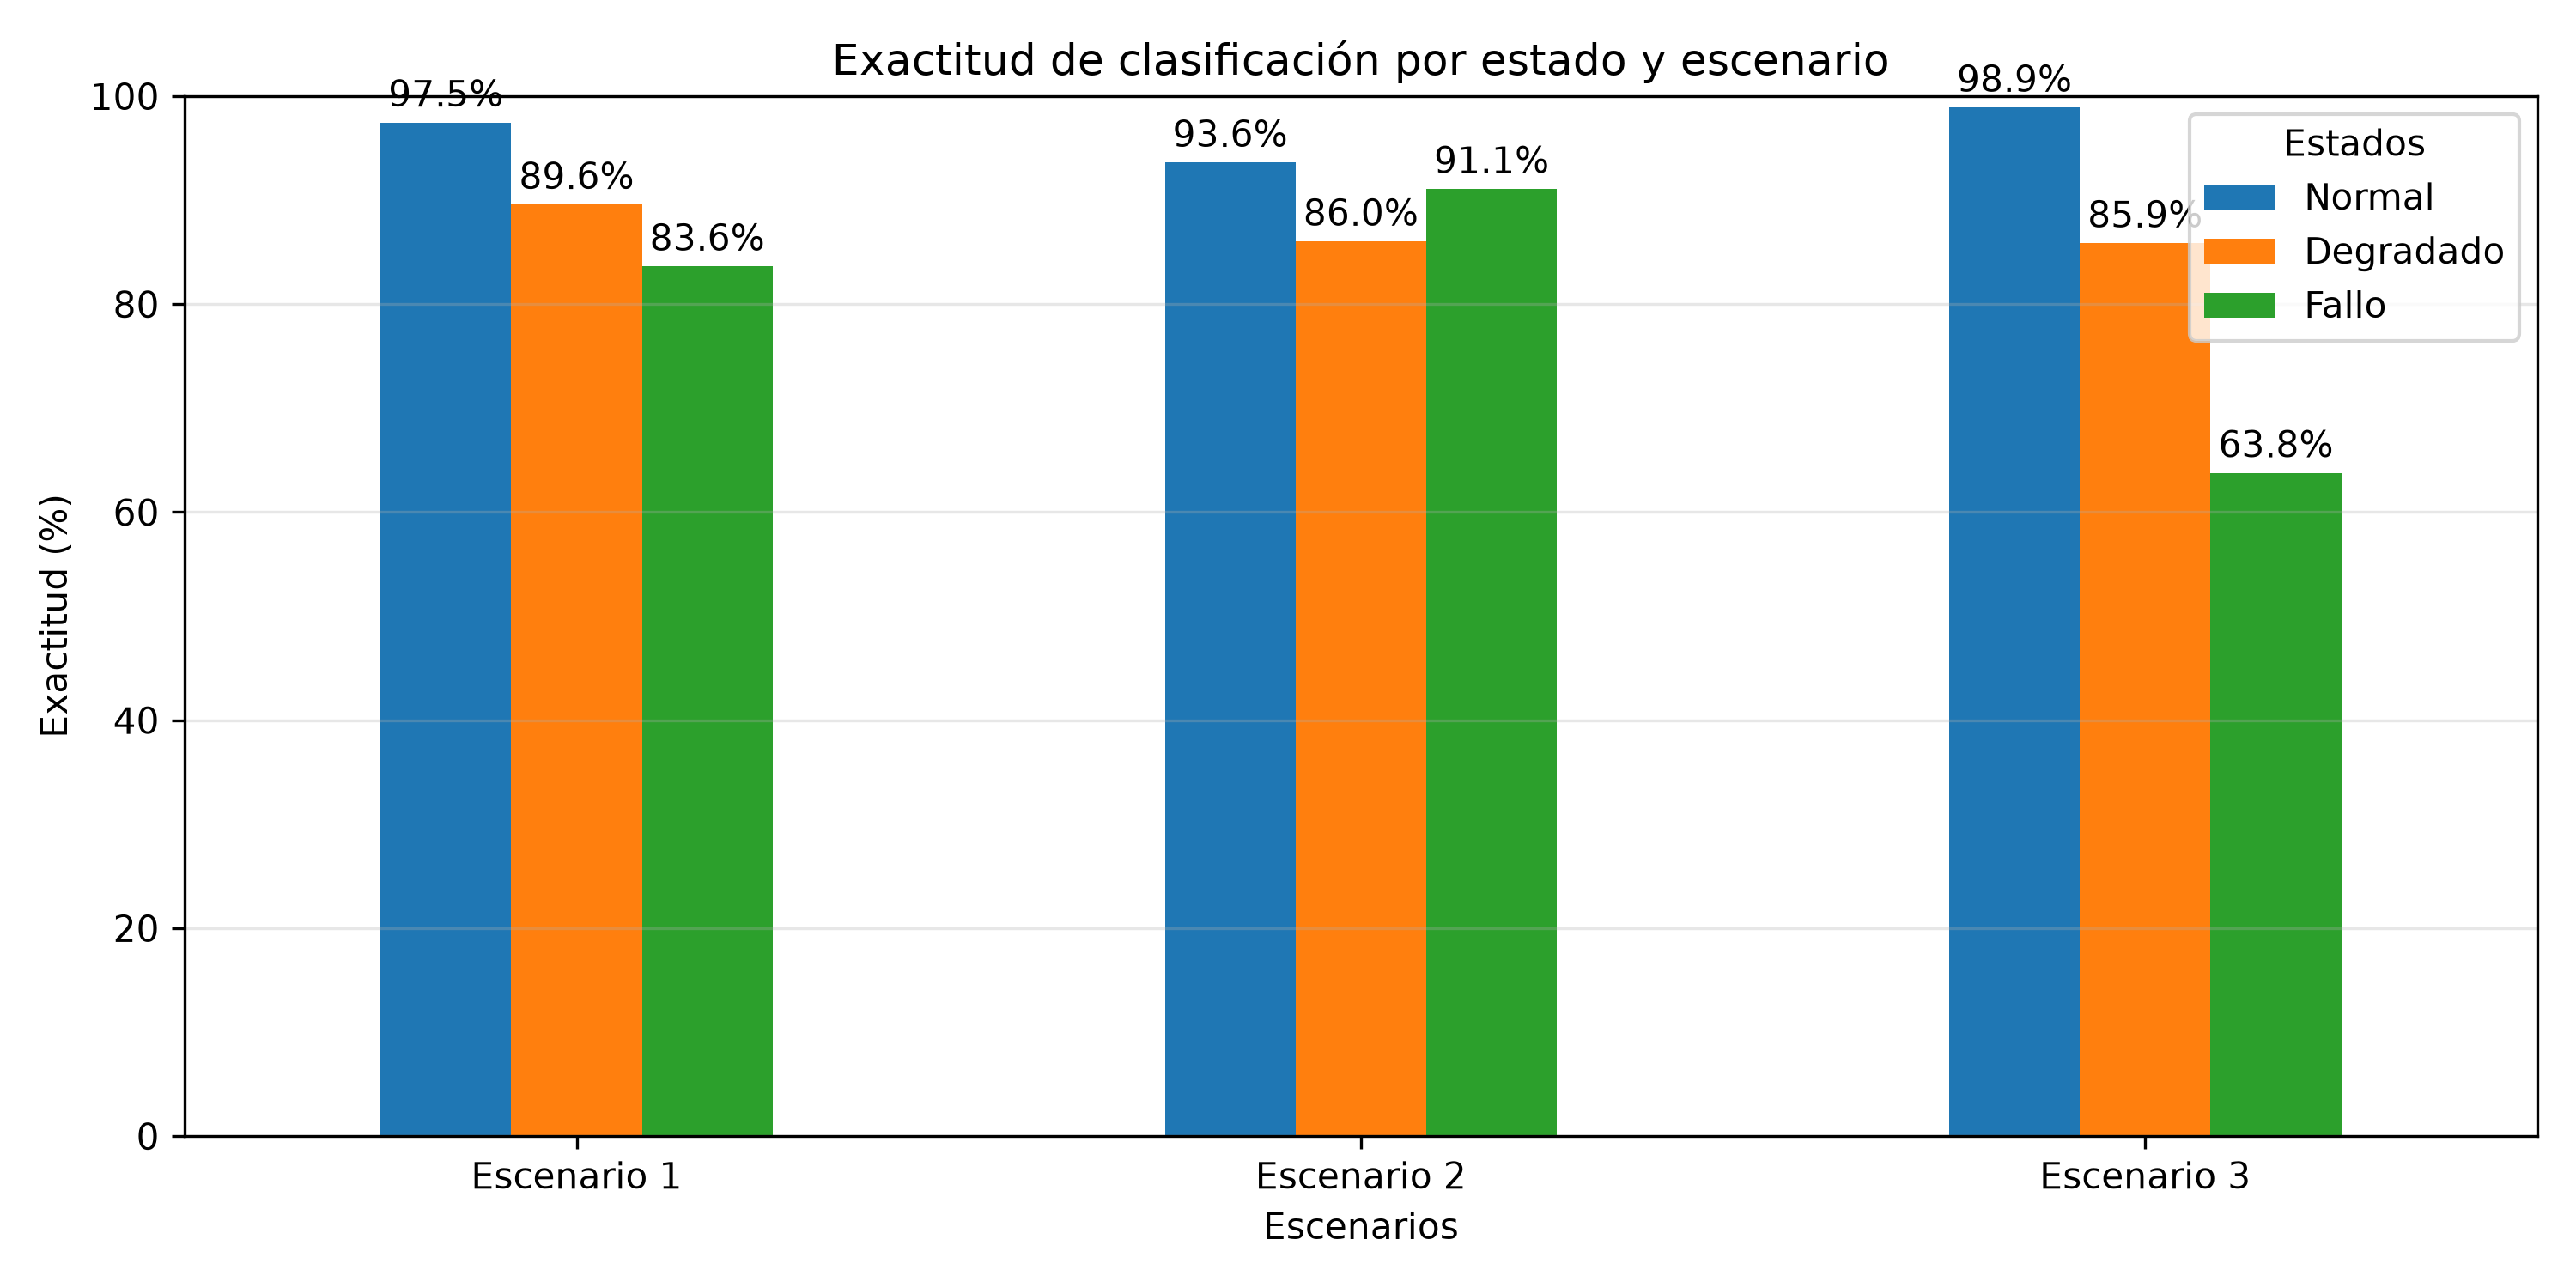 Exactitud de clasificación por estado y escenario
Exactitud (%)
100
80
60
40
20
0
97.5%
89.6%
83.6%
93.6%
86.0%
91.1%
98.9%
85.9%
63.8%
Estados
Normal
Degradado
Fallo
Escenario 1
Escenario 2
Escenario 3
Escenarios